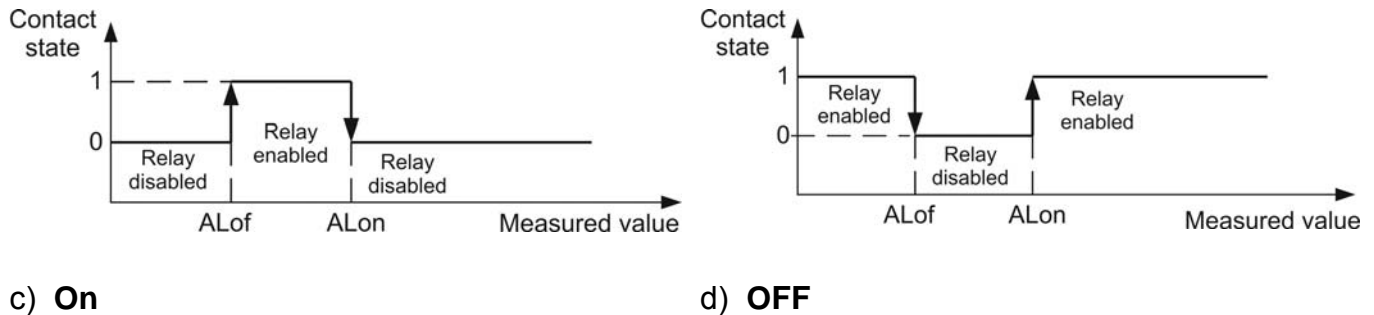 Contact
state
1
0
Relay
disabled
Relay
enabled
Relay
disabled
ALof
ALon
Measured value
c) On
Contact
state
1
0
Relay
enabled
Relay
disabled
Relay
enabled
ALof
ALon
Measured value
d) OFF